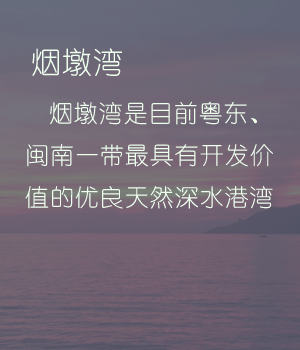 烟墩湾
烟墩湾是目前粤东、
闽南一带最具有开发价
值的优良天然深水港湾